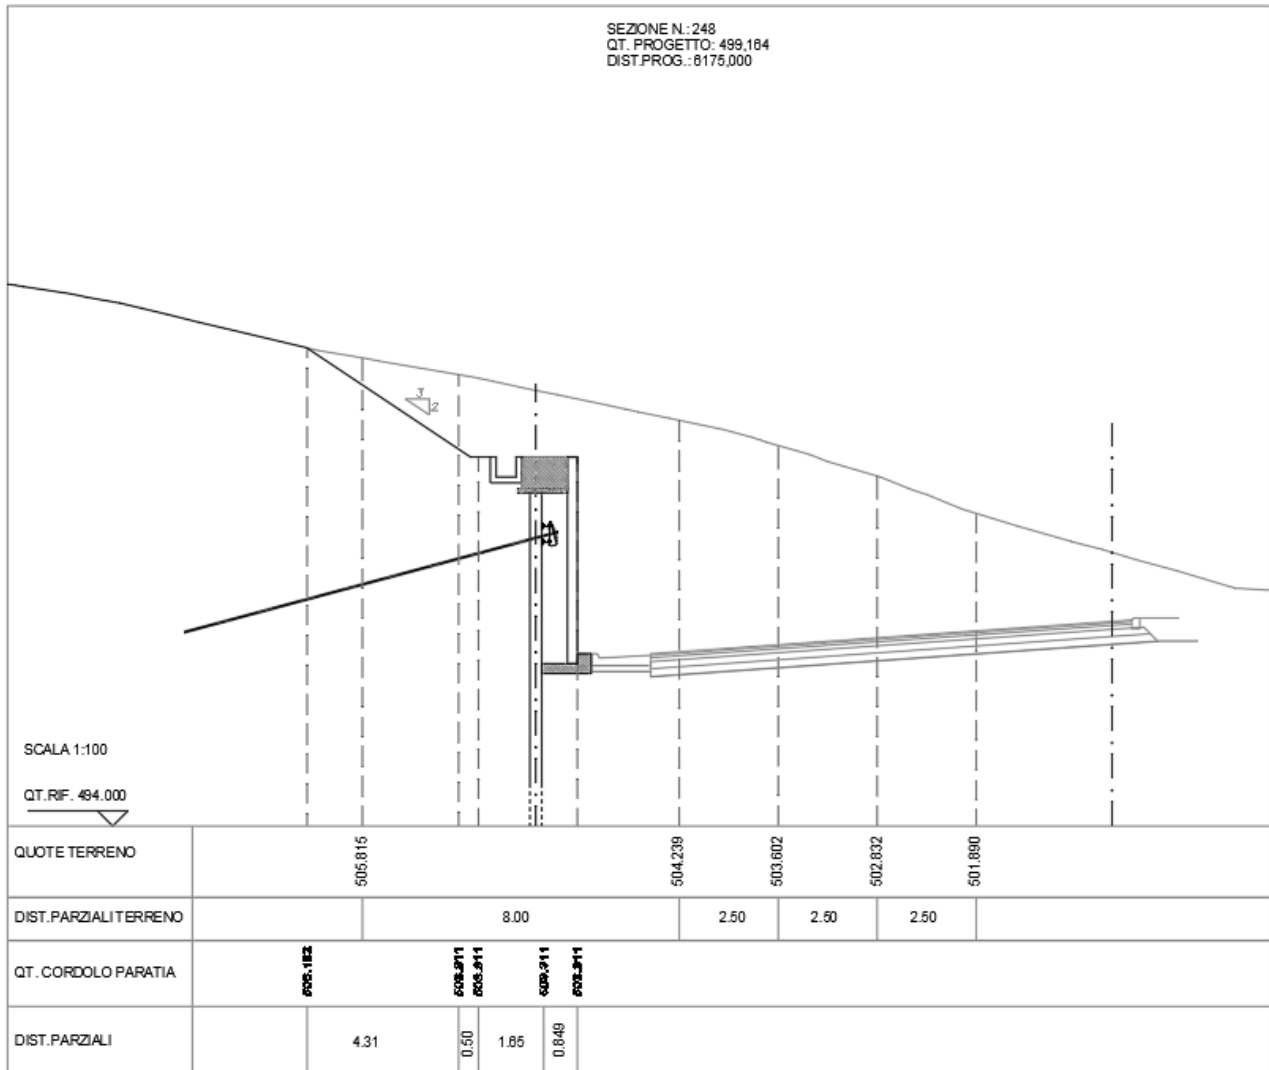 SEZIONE N.: 248
QT. PROGETTO: 499,164
DIST.PROG.: 6175,000
3
2
SCALA 1:100
QT.RIF. 494.000
QUOTE TERRENO
505.815
504.239
503.602
502.832
501.890
DIST.PARZIALI TERRENO
8.00
2.50
2.50
2.50
QT. CORDOLO PARATIA
DIST.PARZIALI
4.31
0.50
1.65
0.849